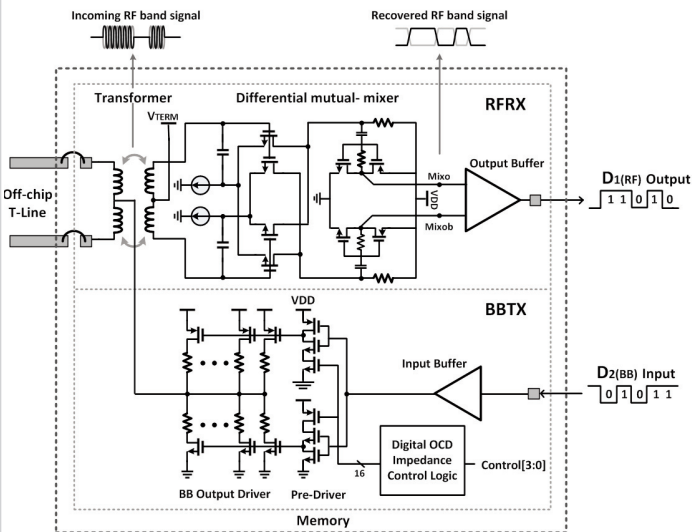 Incoming RF band signal
Recovered RF band signal
Transformer
Differential mutual- mixer
RFRX
VTERM
Off-chip
T-Line
Mixo
Output Buffer
VDD
Mixob
D1(RF) Output
1 1 0 1 0
BBTX
VDD
Input Buffer
D2(BB) Input
0 1 0 1 1
Digital OCD
Impedance
Control Logic
16
Control[3:0]
BB Output Driver
Pre-Driver
Memory